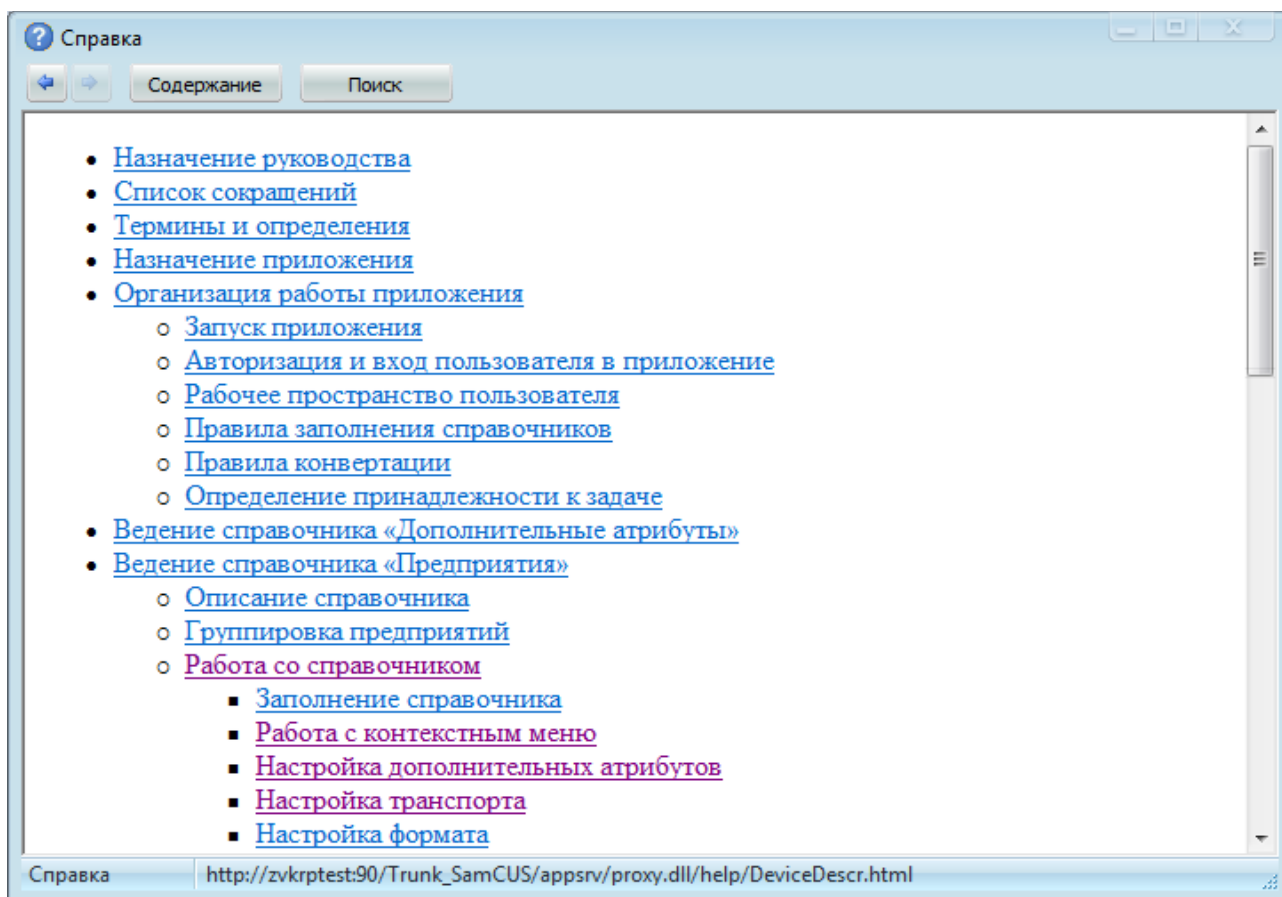 Справка
Содержание Поиск
Назначение руководства
Список сокращений
Термины и определения
Назначение приложения
Организация работы приложения
Запуск приложения
Авторизация и вход пользователя в приложение
Рабочее пространство пользователя
Правила заполнения справочников
Правила конвертации
Определение принадлежности к задаче
Ведение справочника «Дополнительные атрибуты»
Ведение справочника «Предприятия»
Описание справочника
Группировка предприятий
Работа со справочником
Заполнение справочника
Работа с контекстным меню
Настройка дополнительных атрибутов
Настройка транспорта
Настройка формата
Справка http://zvkrptest:90/Trunk_SamCUS/appsrv/proxy.dll/help/DeviceDescr.html